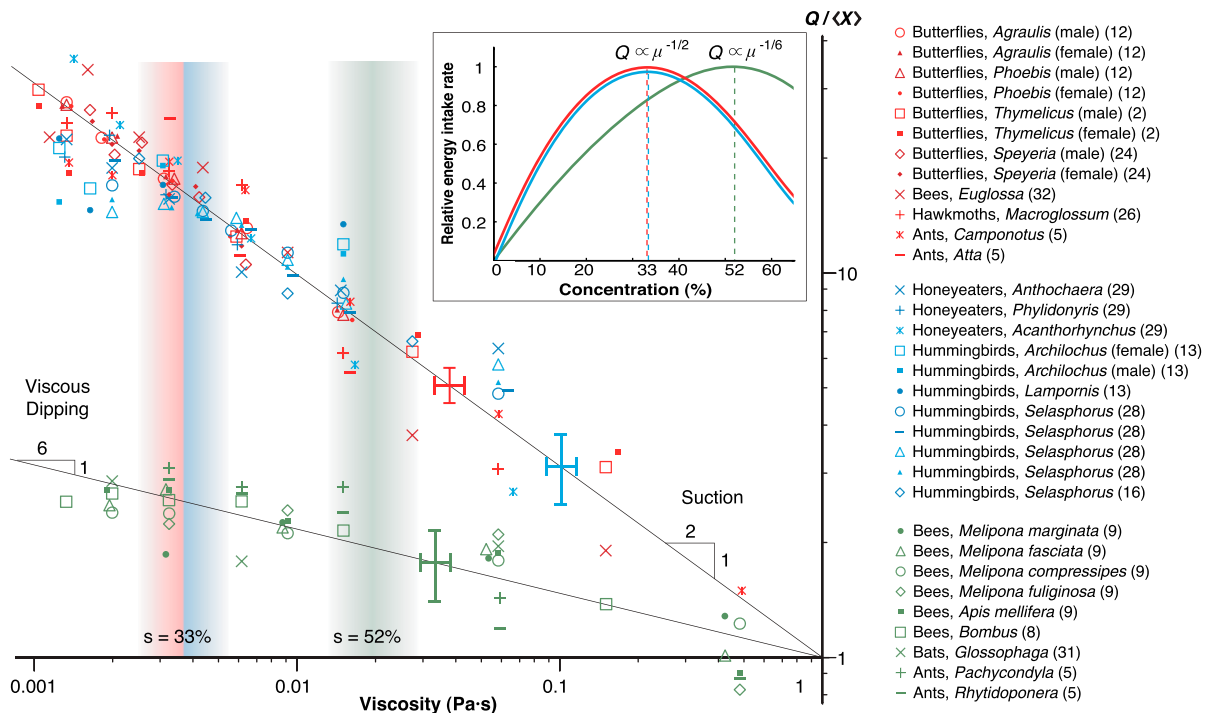 Q / ⟨X⟩
10
1
0.001
0.01
0.1
1
Viscosity (Pa·s)
Viscous
Dipping
6
1
Suction
2
1
s = 33%
s = 52%
Q ∝ μ -1/2
Q ∝ μ -1/6
Relative energy intake rate
1
0.8
0.6
0.4
0.2
0
10
20
33
40
52
60
Concentration (%)
Butterflies, Agraulis (male) (12)
Butterflies, Agraulis (female) (12)
Butterflies, Phoebis (male) (12)
Butterflies, Phoebis (female) (12)
Butterflies, Thymelicus (male) (2)
Butterflies, Thymelicus (female) (2)
Butterflies, Speyeria (male) (24)
Butterflies, Speyeria (female) (24)
Bees, Euglossa (32)
Hawkmoths, Macroglossum (26)
Ants, Camponotus (5)
Ants, Atta (5)
Honeyeaters, Anthochaera (29)
Honeyeaters, Phylidonyris (29)
Honeyeaters, Acanthorhynchus (29)
Hummingbirds, Archilochus (female) (13)
Hummingbirds, Archilochus (male) (13)
Hummingbirds, Lampornis (13)
Hummingbirds, Selasphorus (28)
Hummingbirds, Selasphorus (28)
Hummingbirds, Selasphorus (28)
Hummingbirds, Selasphorus (28)
Hummingbirds, Selasphorus (16)
Bees, Melipona marginata (9)
Bees, Melipona fasciata (9)
Bees, Melipona compressipes (9)
Bees, Melipona fuliginosa (9)
Bees, Apis mellifera (9)
Bees, Bombus (8)
Bats, Glossophaga (31)
Ants, Pachycondyla (5)
Ants, Rhytidoponera (5)